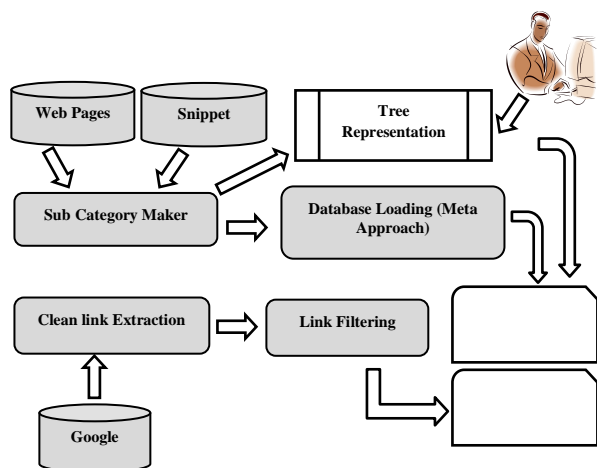 Web Pages
Snippet
Tree
Representation
Sub Category Maker
Database Loading (Meta
Approach)
Clean link Extraction
Link Filtering
Google